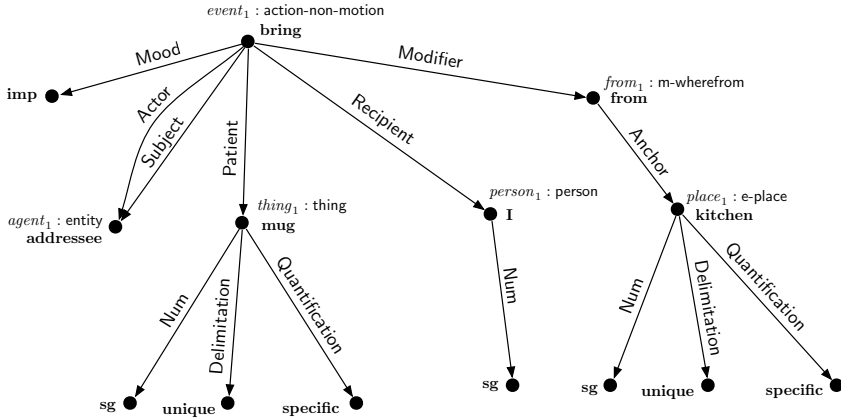 event1 : action-non-motion
bring
Mood
Modifier
imp
from1 : m-wherefrom
from
Actor
Subject
Patient
Recipient
Anchor
agent1 : entity
addressee
thing1 : thing
mug
person1 : person
I
place1 : e-place
kitchen
Num
Delimitation
Quantification
Num
Num
Delimitation
Quantification
sg
unique
specific
sg
sg
unique
specific